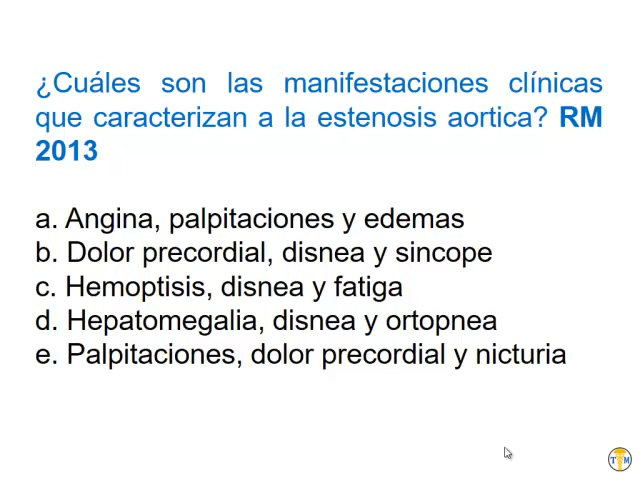 ¿Cuáles son las manifestaciones clínicas
que caracterizan a la estenosis aortica? RM
2013
a. Angina, palpitaciones y edemas
b. Dolor precordial, disnea y sincope
c. Hemoptisis, disnea y fatiga
d. Hepatomegalia, disnea y ortopnea
e. Palpitaciones, dolor precordial y nicturia
T M